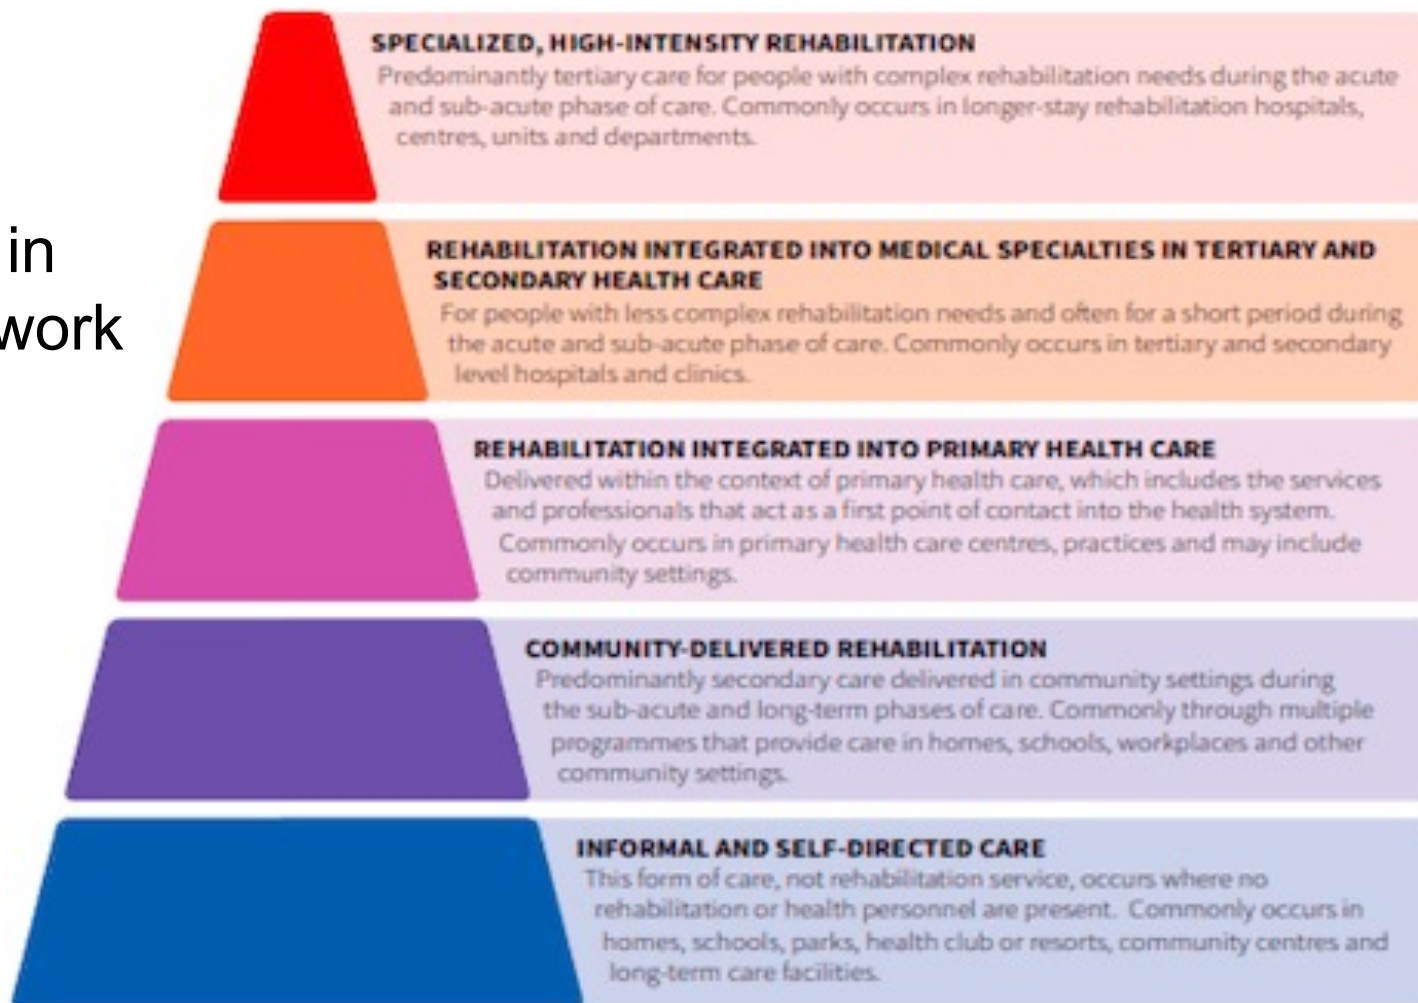 in
work
SPECIALIZED, HIGH-INTENSITY REHABILITATION
Predominantly tertiary care for people with complex rehabilitation needs during the acute
and sub-acute phase of care. Commonly occurs in longer-stay rehabilitation hospitals,
centres, units and departments.
REHABILITATION INTEGRATED INTO MEDICAL SPECIALTIES IN TERTIARY AND
SECONDARY HEALTH CARE
For people with less complex rehabilitation needs and often for a short period during
the acute and sub-acute phase of care. Commonly occurs in tertiary and secondary
level hospitals and clinics.
REHABILITATION INTEGRATED INTO PRIMARY HEALTH CARE
Delivered within the context of primary health care, which includes the services
and professionals that act as a first point of contact into the health system.
Commonly occurs in primary health care centres, practices and may include
community settings.
COMMUNITY-DELIVERED REHABILITATION
Predominantly secondary care delivered in community settings during
the sub-acute and long-term phases of care. Commonly through multiple
programmes that provide care in homes, schools, workplaces and other
community settings.
INFORMAL AND SELF-DIRECTED CARE
This form of care, not rehabilitation service, occurs where no
rehabilitation or health personnel are present. Commonly occurs in
homes, schools, parks, health club or resorts, community centres and
long-term care facilities.